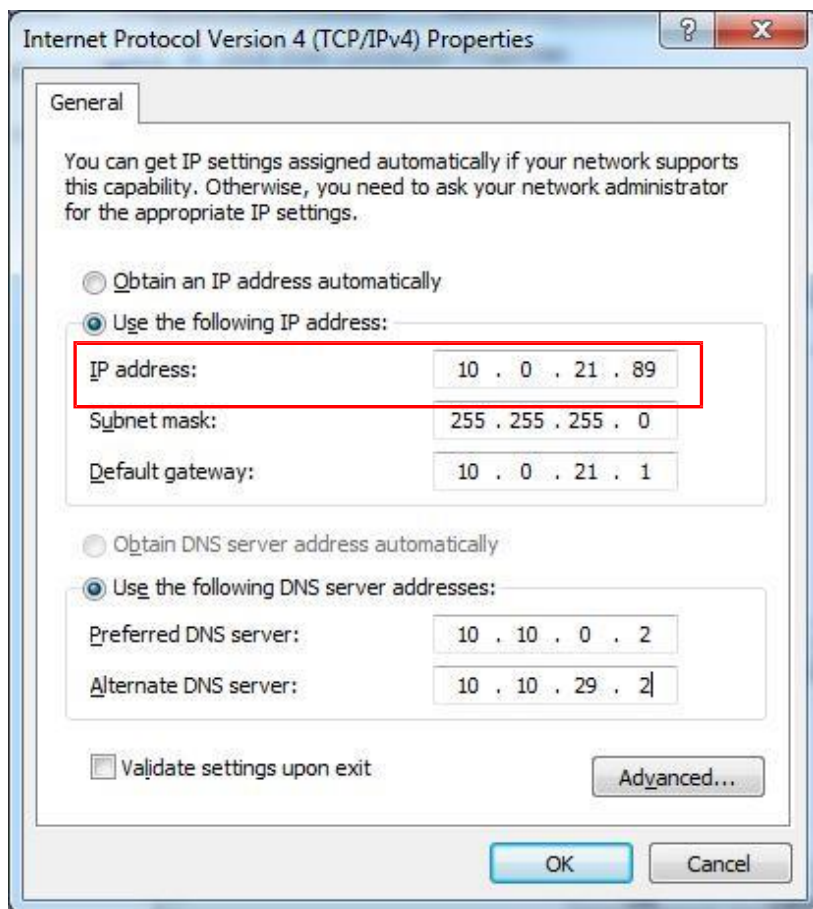 Internet Protocol Version 4 (TCP/IPv4) Properties
?
X
General
You can get IP settings assigned automatically if your network supports
this capability. Otherwise, you need to ask your network administrator
for the appropriate IP settings.
Obtain an IP address automatically
Use the following IP address:
IP address: 10 . 0 . 21 . 89
Subnet mask: 255 . 255 . 255 . 0
Default gateway: 10 . 0 . 21 . 1
Obtain DNS server address automatically
Use the following DNS server addresses:
Preferred DNS server: 10 . 10 . 0 . 2
Alternate DNS server: 10 . 10 . 29 . 2
Validate settings upon exit
Advanced...
OK Cancel